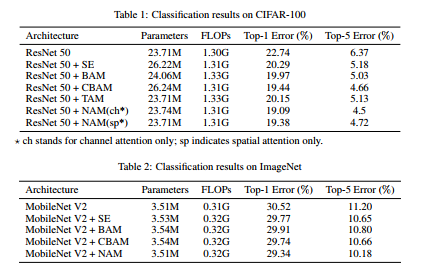 Table 1: Classification results on CIFAR-100
Architecture Parameters FLOPs Top-1 Error (%) Top-5 Error (%)
ResNet 50 23.71M 1.30G 22.74 6.37
ResNet 50 + SE 26.22M 1.31G 20.29 5.18
ResNet 50 + BAM 24.06M 1.33G 19.97 5.03
ResNet 50 + CBAM 26.24M 1.31G 19.44 4.66
ResNet 50 + TAM 23.71M 1.33G 20.15 5.13
ResNet 50 + NAM(ch*) 23.74M 1.31G 19.09 4.5
ResNet 50 + NAM(sp*) 23.71M 1.31G 19.38 4.72
* ch stands for channel attention only; sp indicates spatial attention only.
Table 2: Classification results on ImageNet
Architecture Parameters FLOPs Top-1 Error (%) Top-5 Error (%)
MobileNet V2 3.51M 0.31G 30.52 11.20
MobileNet V2 + SE 3.53M 0.32G 29.77 10.65
MobileNet V2 + BAM 3.54M 0.32G 29.91 10.80
MobileNet V2 + CBAM 3.54M 0.32G 29.74 10.66
MobileNet V2 + NAM 3.51M 0.32G 29.34 10.18